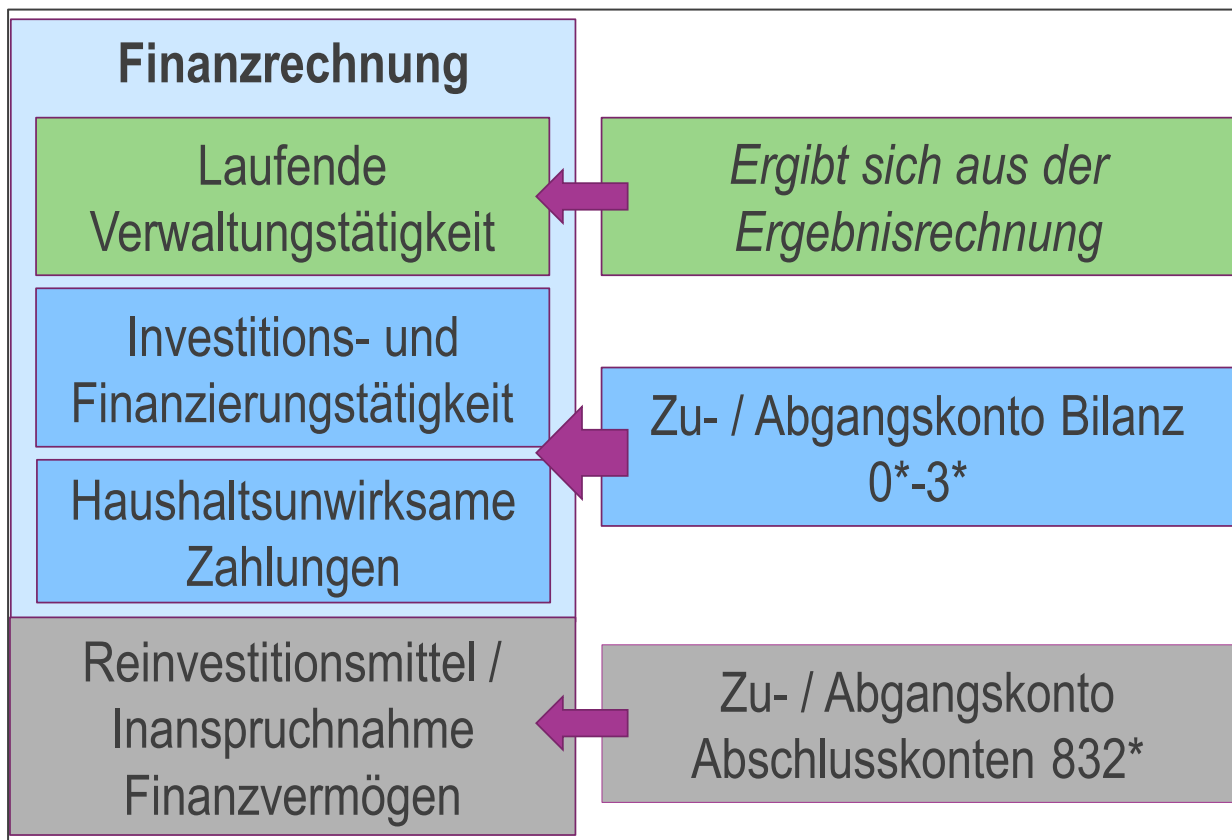 Finanzrechnung
Laufende
Verwaltungstätigkeit
Ergibt sich aus der
Ergebnisrechnung
Investitions- und
Finanzierungstätigkeit
Haushaltsunwirksame
Zahlungen
Zu- / Abgangskonto Bilanz
0*-3*
Reinvestitionsmittel /
Inanspruchnahme
Finanzvermögen
Zu- / Abgangskonto
Abschlusskonten 832*